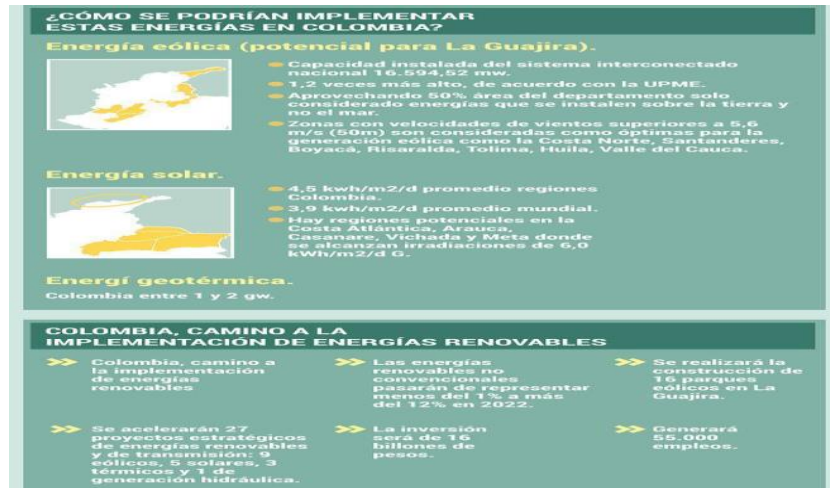 ¿CÓMO SE PODRÍAN IMPLEMENTAR
ESTAS ENERGÍAS EN COLOMBIA?
Energía eólica (potencial para La Guajira).
Capacidad instalada del sistema interconectado
nacional 16.594,52 mw.
1,2 veces más alto, de acuerdo con la UPME.
Aprovechando 50% área del departamento solo
considerado energías que se instalen sobre la tierra y
no el mar.
Zonas con velocidades de vientos superiores a 5,6
m/s (50m) son consideradas como óptimas para la
generación eólica como la Costa Norte, Santanderes,
Boyacá, Risaralda, Tolima, Huila, Valle del Cauca.
Energía solar.
4,5 kwh/m2/d promedio regiones
Colombia.
3,9 kwh/m2/d promedio mundial.
Hay regiones potenciales en la
Costa Atlántica, Arauca,
Casanare, Vichada y Meta donde
se alcanzan irradiaciones de 6,0
kWh/m2/d G.
Energí geotérmica.
Colombia entre 1 y 2 gw.
COLOMBIA, CAMINO A LA
IMPLEMENTACIÓN DE ENERGÍAS RENOVABLES
Colombia, camino a
la implementación
de energías
renovables
Las energías
renovables no
convencionales
pasarán de representar
menos del 1% a más
del 12% en 2022.
Se realizará la
construcción de
16 parques
eólicos en La
Guajira.
Se acelerarán 27
proyectos estratégicos
de energías renovables
y de transmisión: 9
eólicos, 5 solares, 3
térmicos y 1 de
generación hidráulica.
La inversión
será de 16
billones de
pesos.
Generará
55.000
empleos.